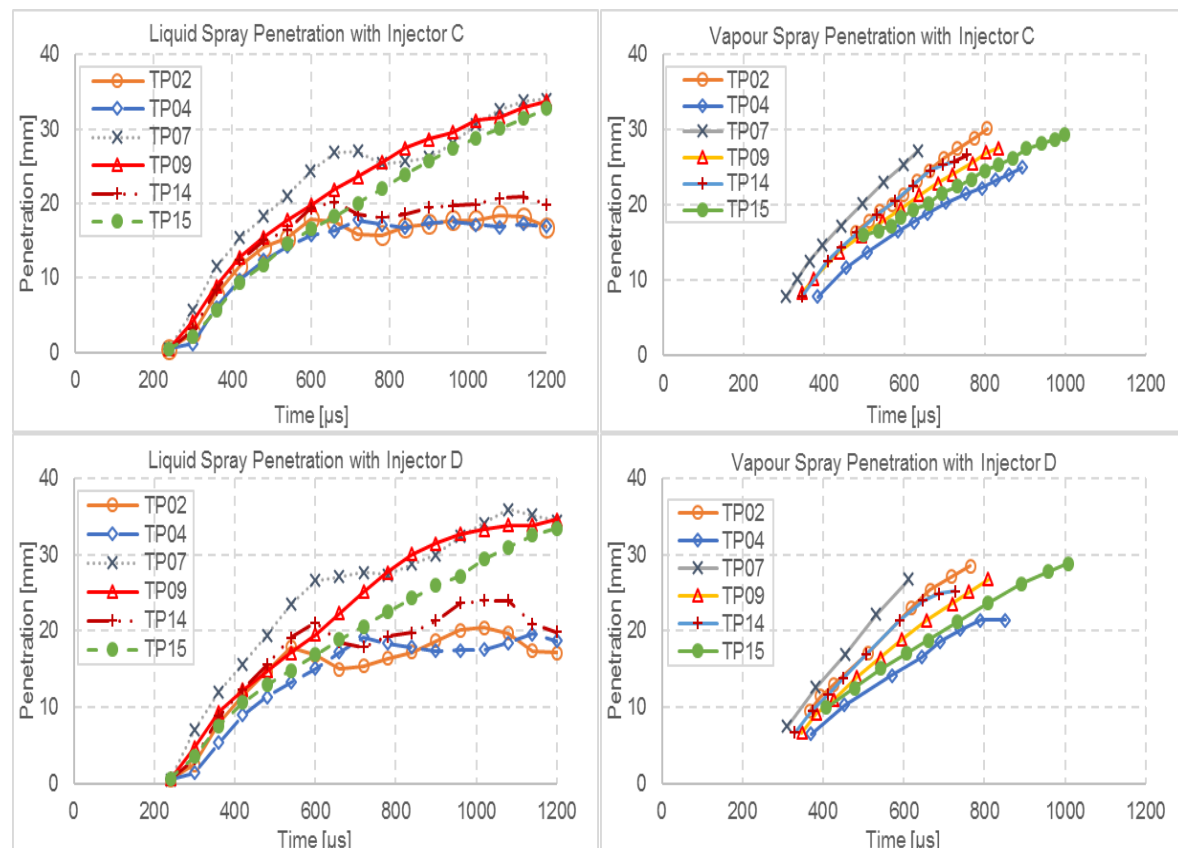 Liquid Spray Penetration with Injector C
40
30
20
10
0
Penetration [mm]
TP02
TP04
TP07
TP09
TP14
TP15
0 200 400 600 800 1000 1200
Time [µs]
Vapour Spray Penetration with Injector C
40
30
20
10
0
Penetration [mm]
TP02
TP04
TP07
TP09
TP14
TP15
0 200 400 600 800 1000 1200
Time [µs]
Liquid Spray Penetration with Injector D
40
30
20
10
0
Penetration [mm]
TP02
TP04
TP07
TP09
TP14
TP15
0 200 400 600 800 1000 1200
Time [µs]
Vapour Spray Penetration with Injector D
40
30
20
10
0
Penetration [mm]
TP02
TP04
TP07
TP09
TP14
TP15
0 200 400 600 800 1000 1200
Time [µs]